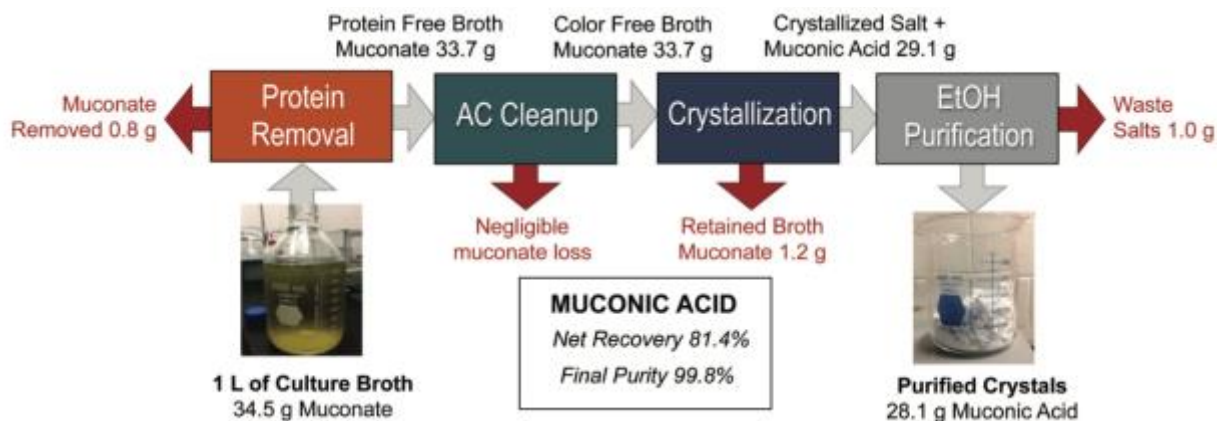 Protein Free Broth
Muconate 33.7 g
Color Free Broth
Muconate 33.7 g
Crystallized Salt +
Muconic Acid 29.1 g
Muconate
Removed 0.8 g
Protein
Removal
AC Cleanup
Crystallization
EtOH
Purification
Waste
Salts 1.0 g
Negligible
muconate loss
Retained Broth
Muconate 1.2 g
MUCONIC ACID
Net Recovery 81.4%
Final Purity 99.8%
1 L of Culture Broth
34.5 g Muconate
Purified Crystals
28.1 g Muconic Acid